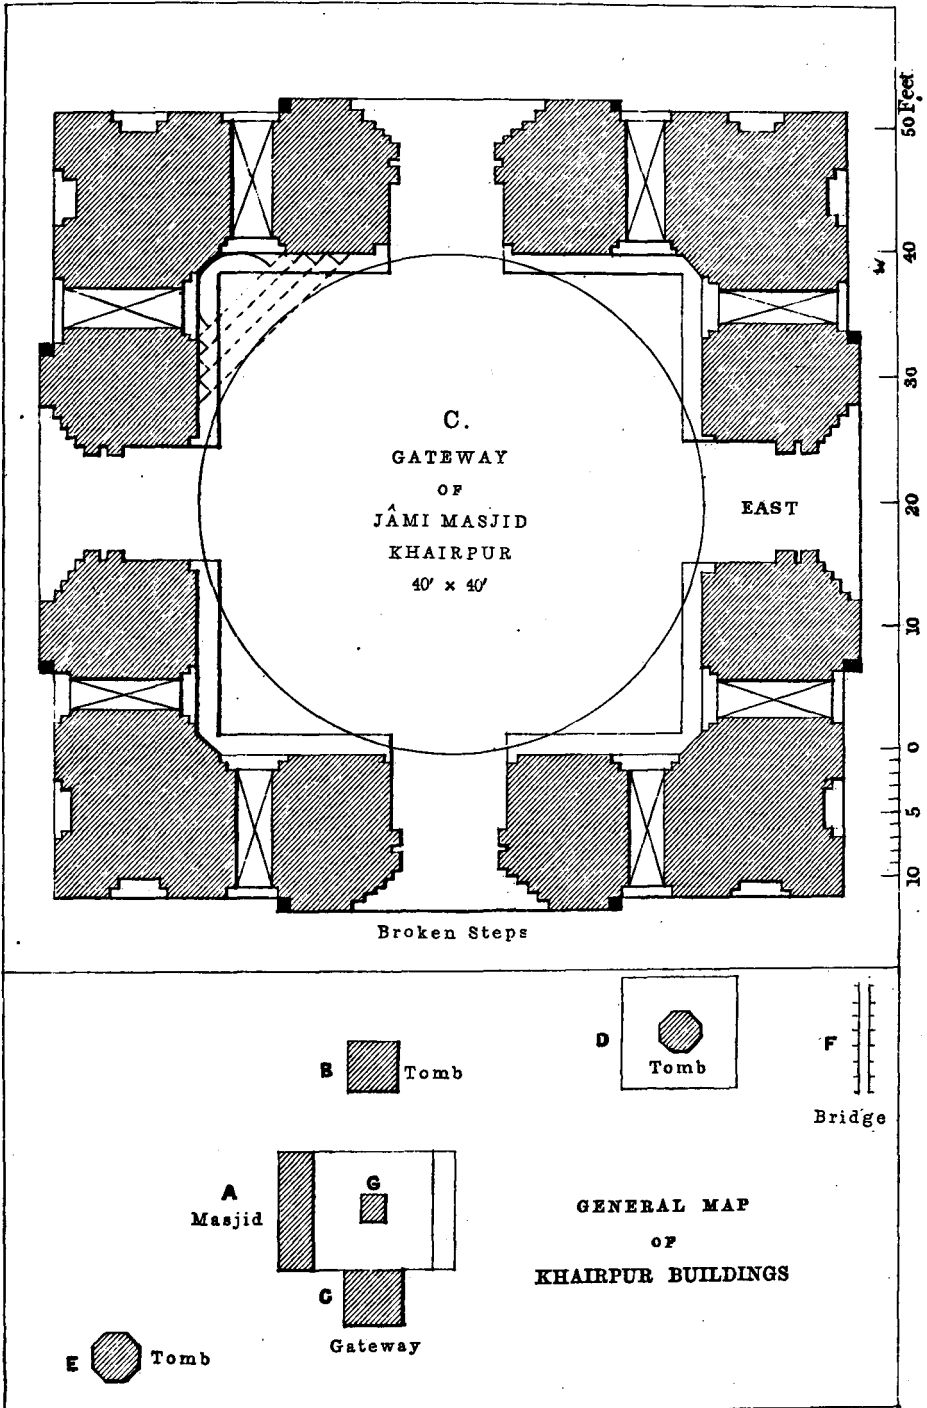 50 Feet.
40
30
20
10
0
5
10
C.
GATEWAY
OF
JÂMI MASJID
KHAIRPUR
40' × 40'
EAST
Broken Steps
B Tomb
D
Tomb
F
Bridge
A
Masjid
G
C
Gateway
E Tomb
GENERAL MAP
OF
KHAIRPUR BUILDINGS